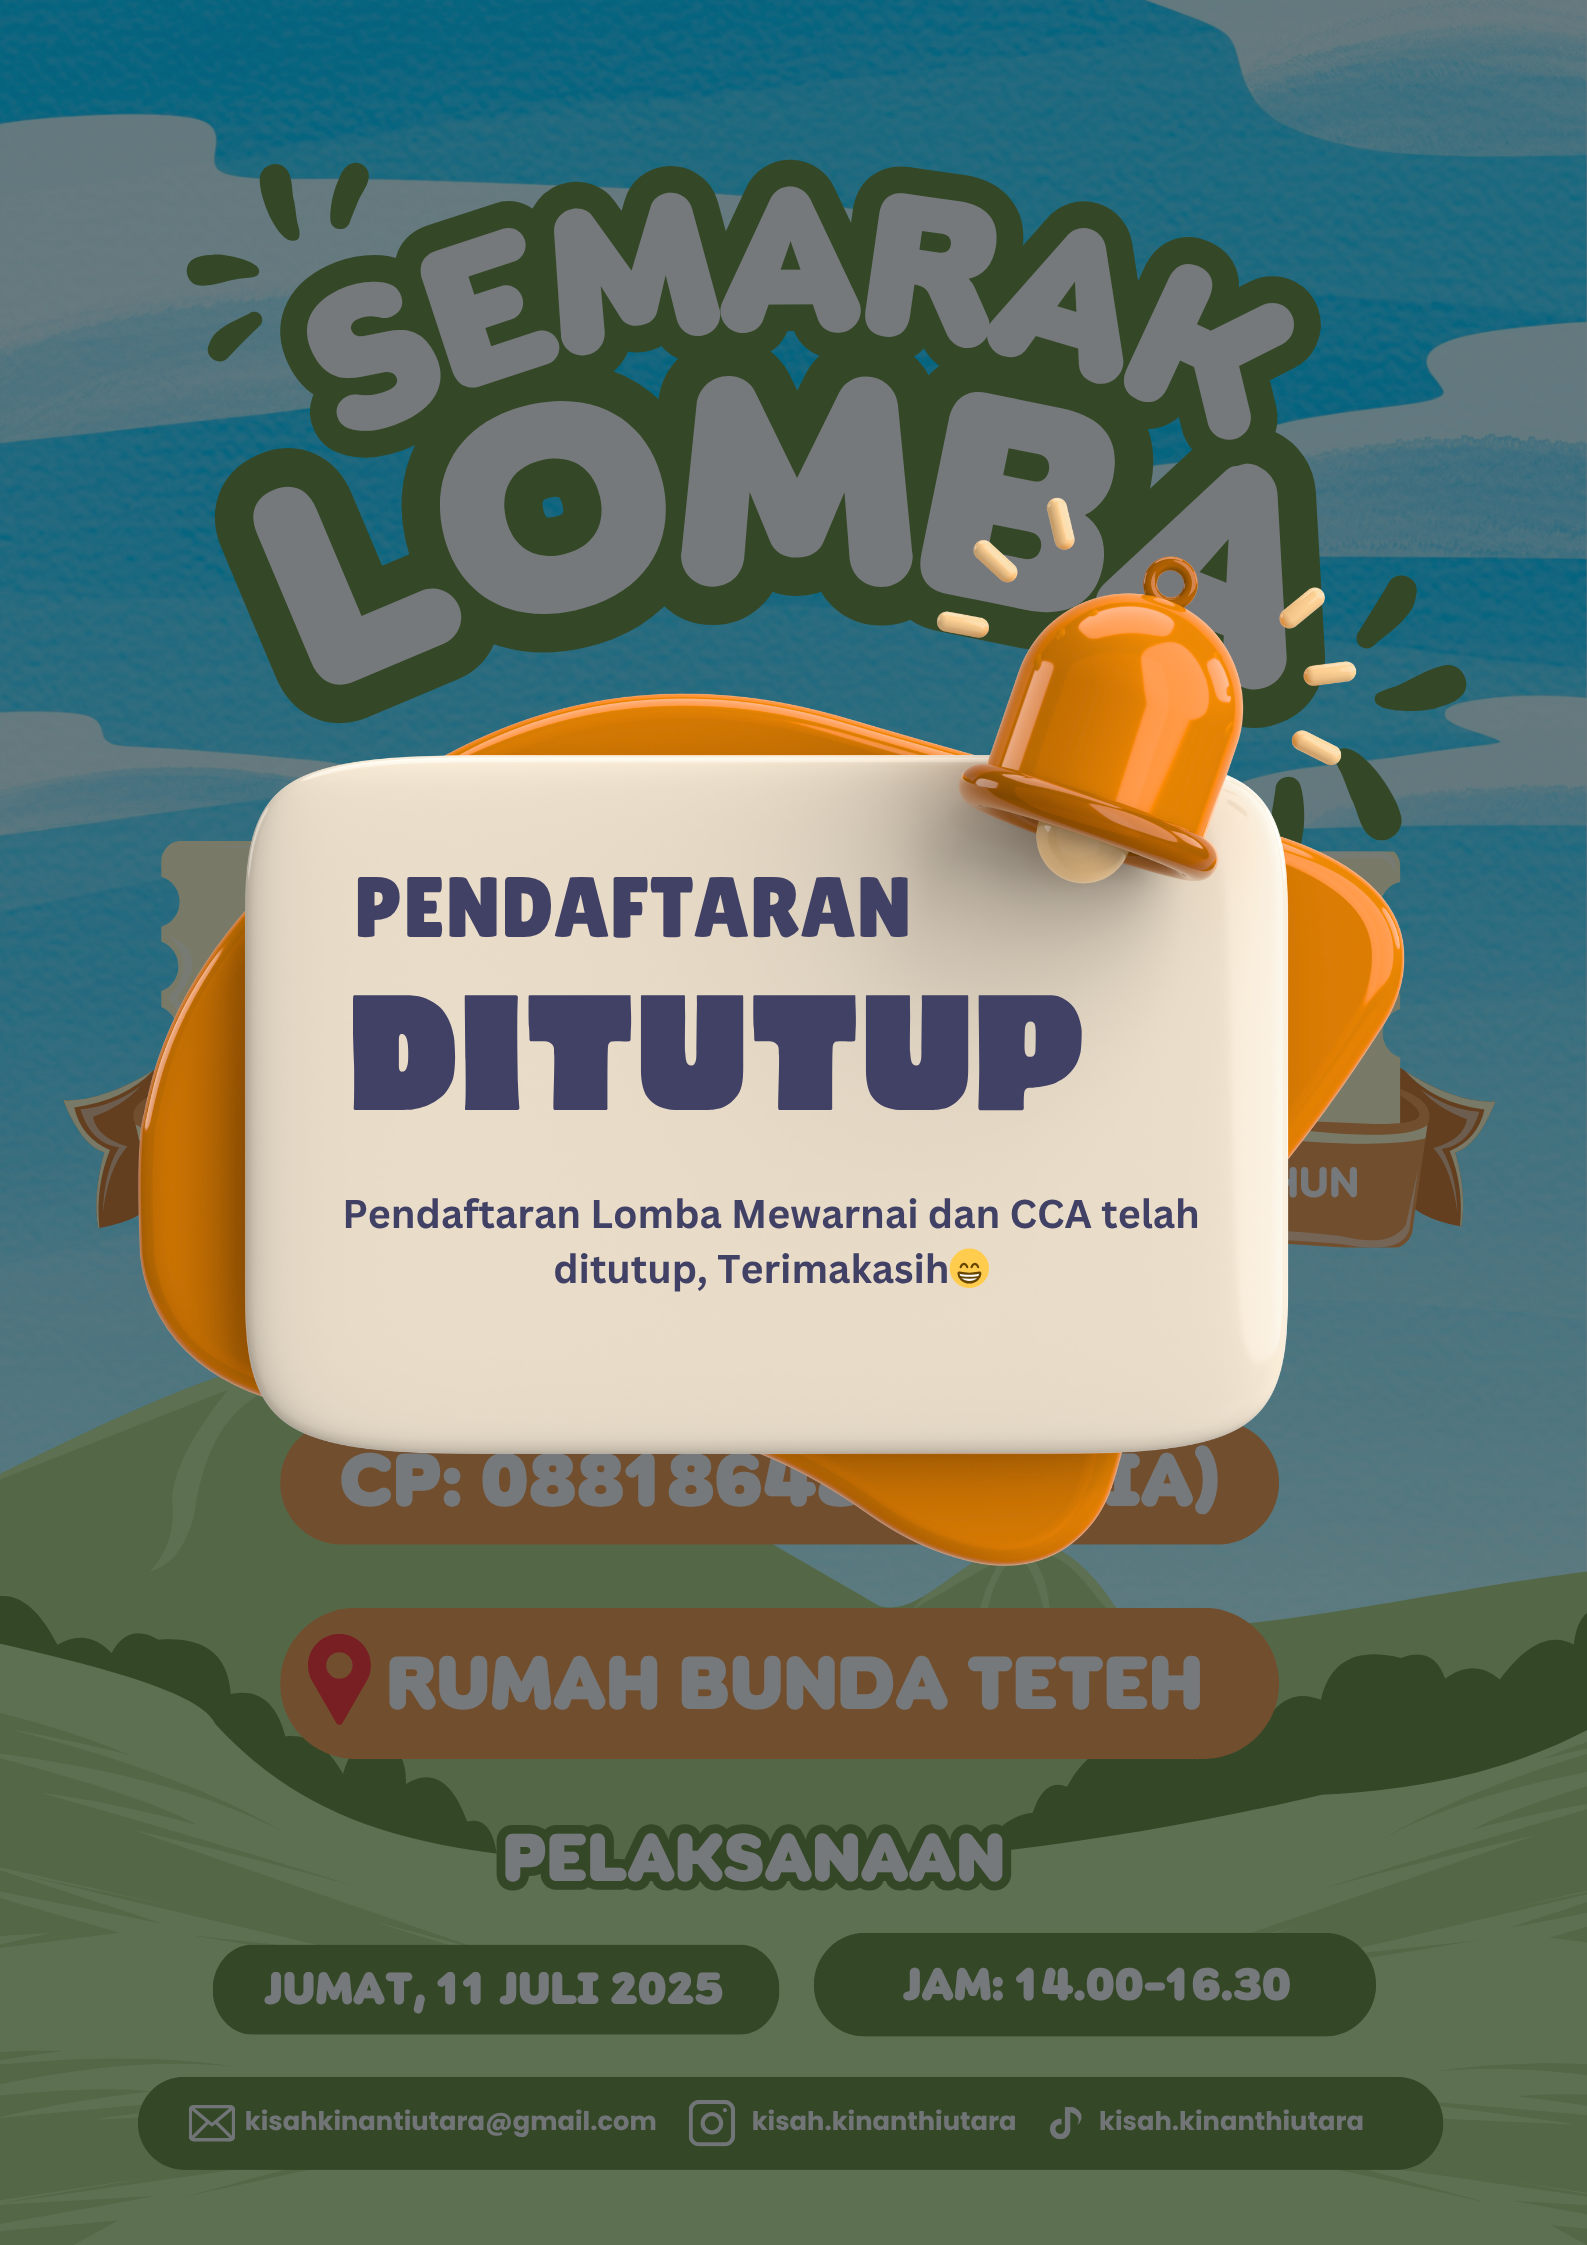 SEMARAK
LOMBA
PENDAFTARAN
DITUTUP
Pendaftaran Lomba Mewarnai dan CCA telah
ditutup, Terimakasih😁
CP:
RUMAH BUNDA TETEH
PELAKSANAAN
JUMAT, 11 JULI 2025
JAM: 14.00-16.30
kisahkinantiutara@gmail.com
kisah.kinanthiutara
kisah.kinanthiutara